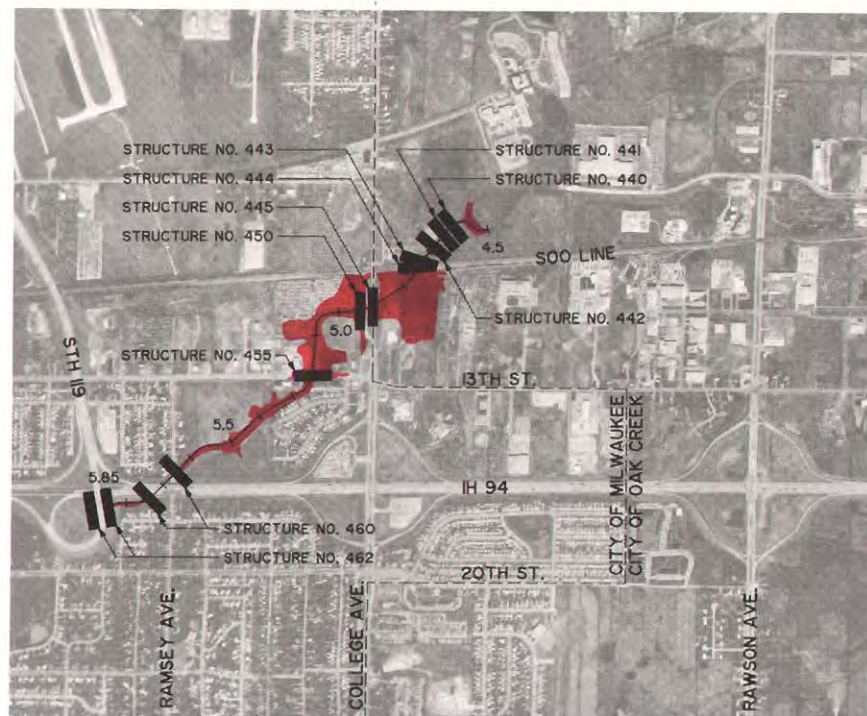 STRUCTURE NO. 443
STRUCTURE NO. 444
STRUCTURE NO. 445
STRUCTURE NO. 450
STRUCTURE NO. 441
STRUCTURE NO. 440
4.5
SOO LINE
STRUCTURE NO. 442
5.0
STH 119
STRUCTURE NO. 455
13TH ST.
5.5
CITY OF MILWAUKEE
CITY OF OAK CREEK
5.85
IH 94
STRUCTURE NO. 460
STRUCTURE NO. 462
20TH ST.
RAMSEY AVE.
COLLEGE AVE.
RAWSON AVE.